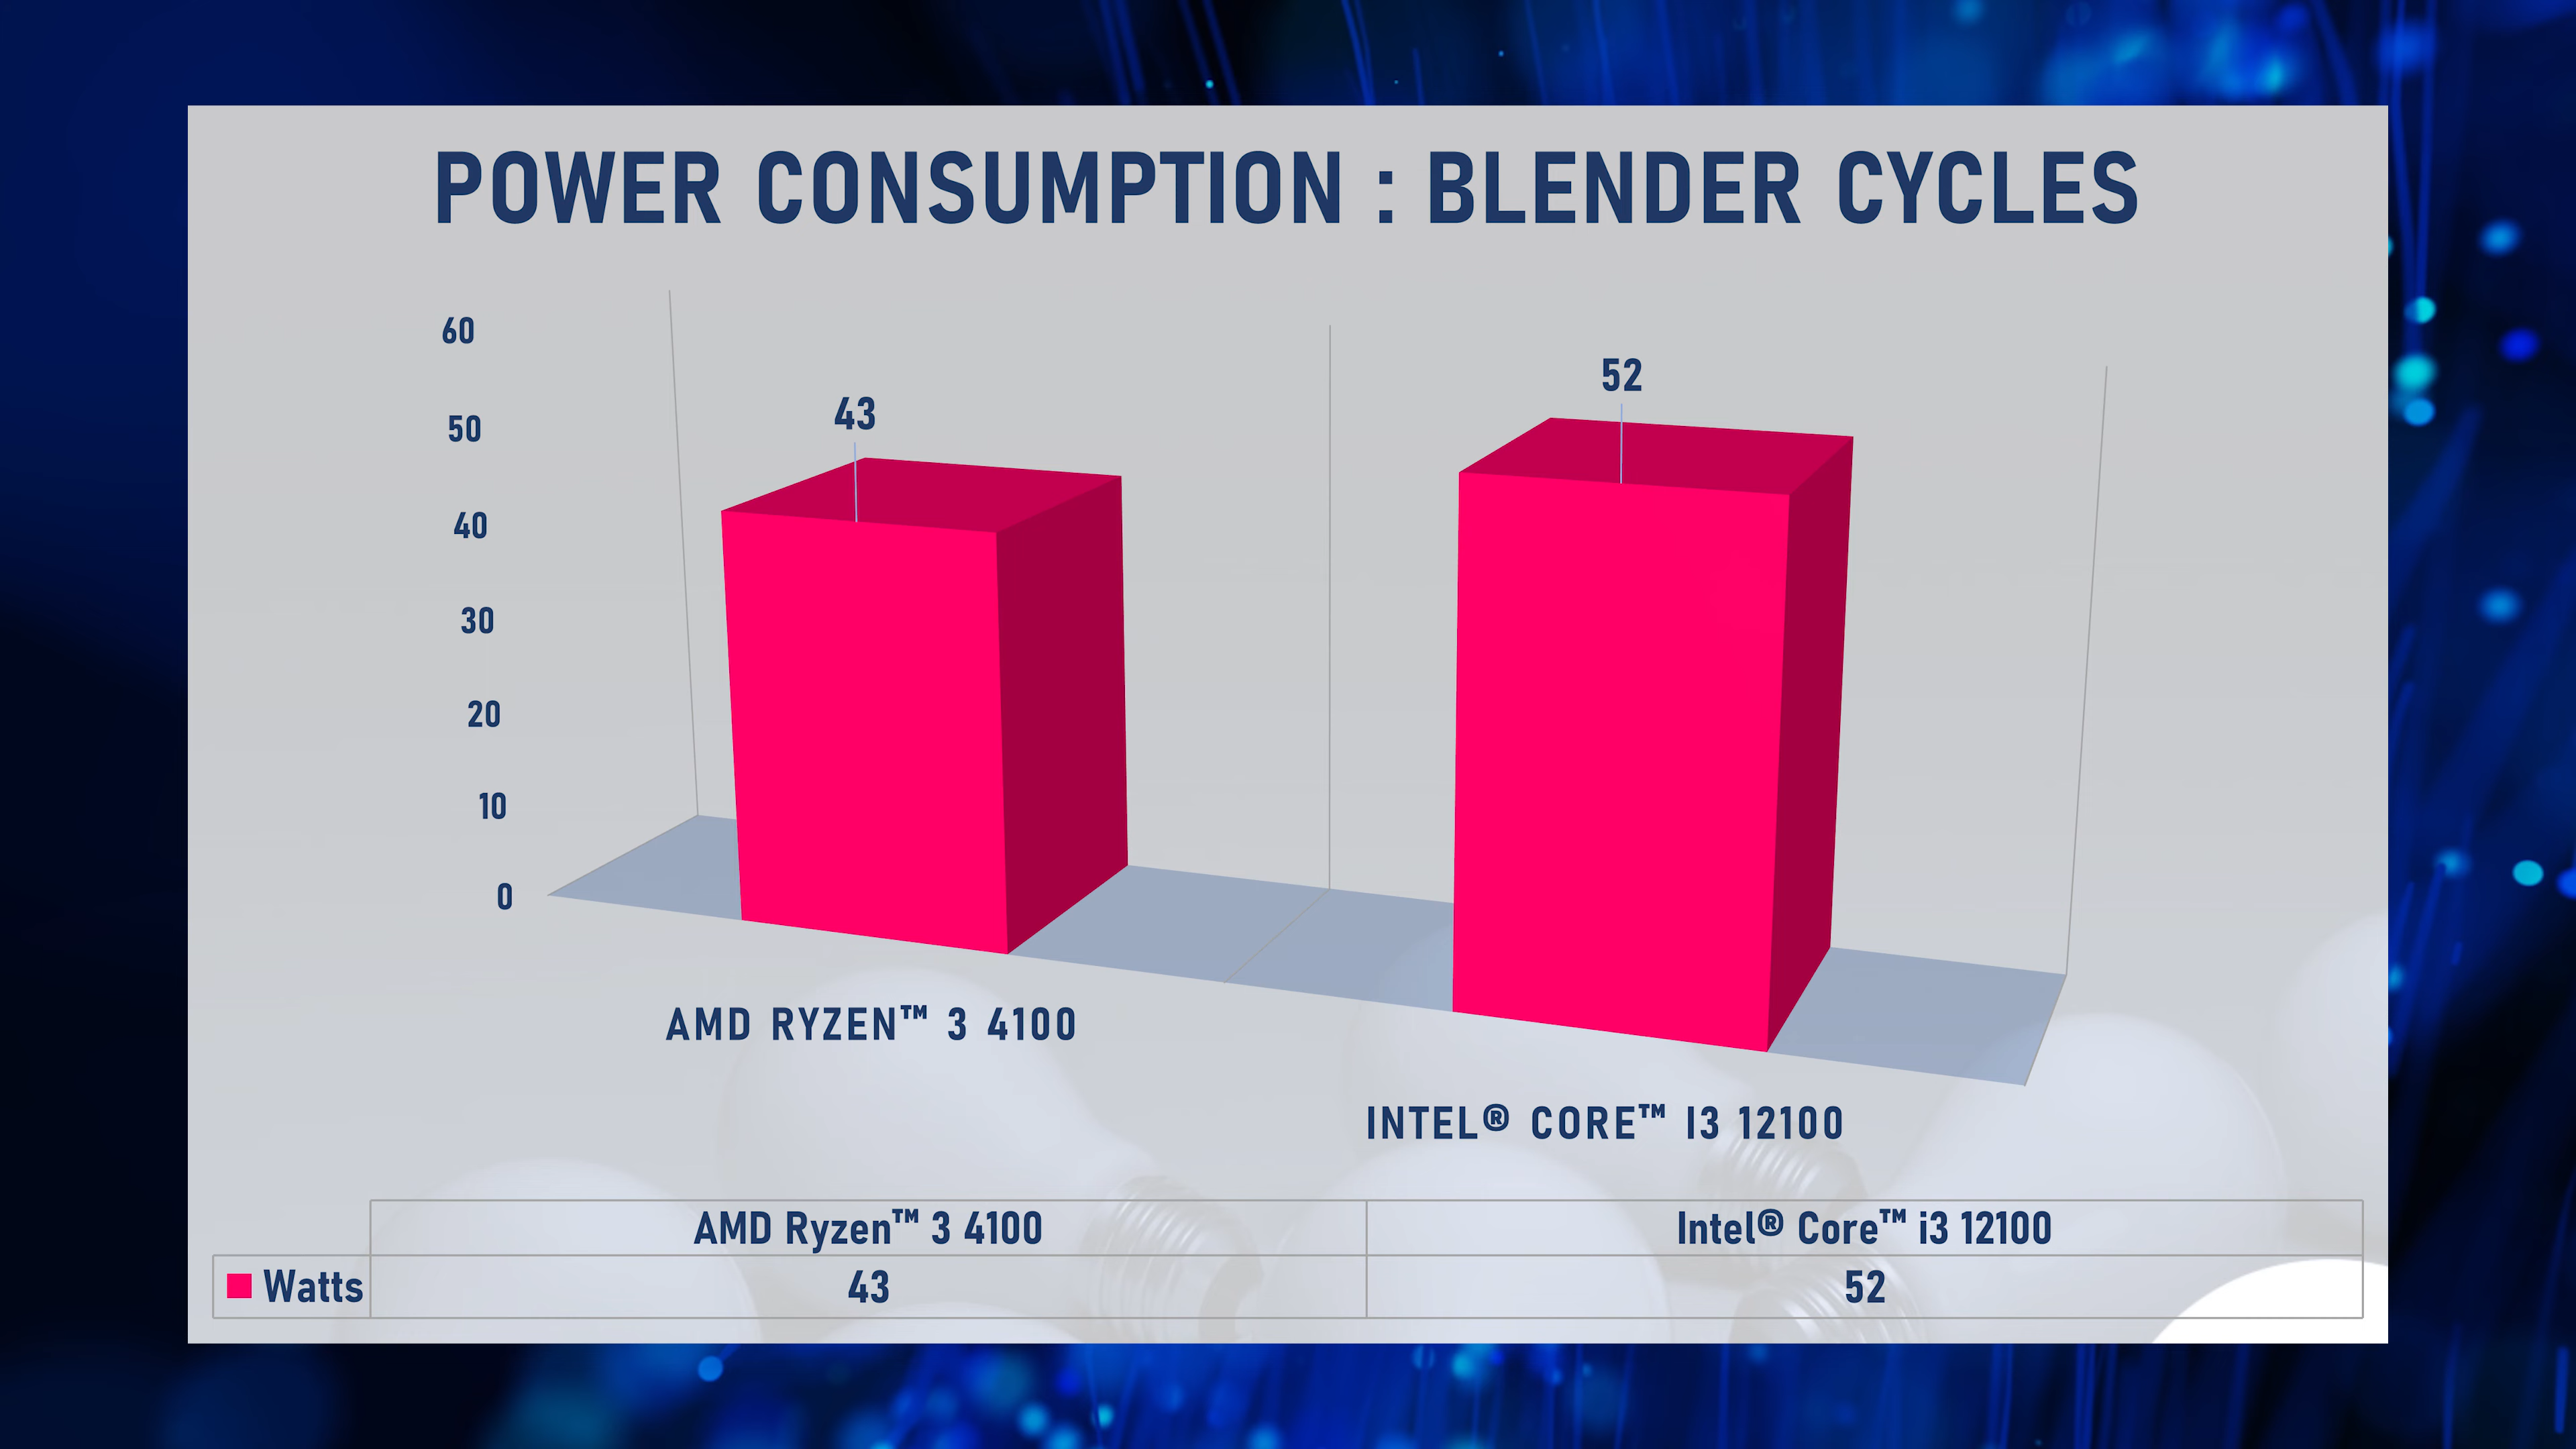 POWER CONSUMPTION : BLENDER CYCLES
60
50
40
30
20
10
0
43
52
AMD RYZEN™ 3 4100
INTEL® CORE™ I3 12100
AMD Ryzen™ 3 4100
Intel® Core™ i3 12100
Watts
43
52